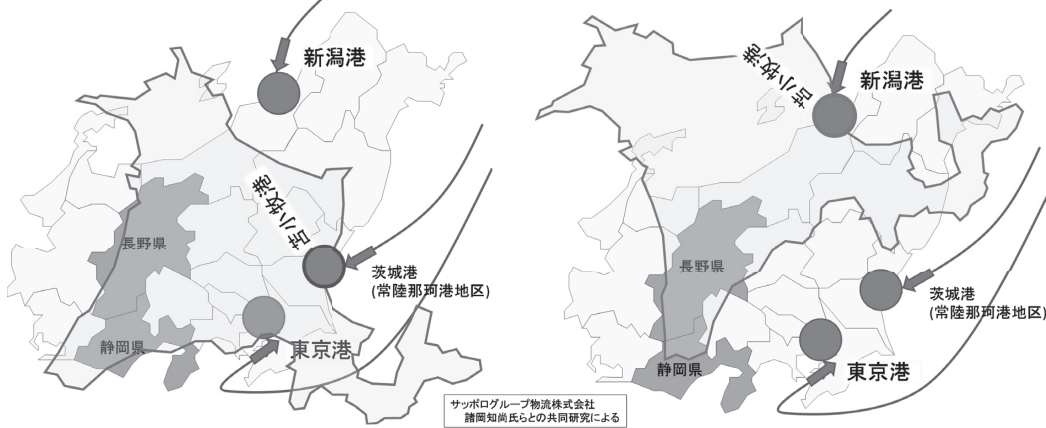 新潟港
苫小牧港
長野県
茨城港
(常陸那珂港地区)
静岡県
東京港
苫小牧港
新潟港
長野県
茨城港
(常陸那珂港地区)
静岡県
東京港
サッポログループ物流株式会社
諸岡知尚氏らとの共同研究による